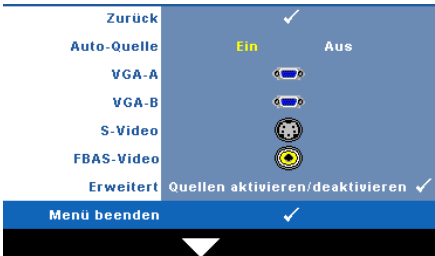 Zurück
Auto-Quelle Ein Aus
VGA-A
VGA-B
S-Video
FBAS-Video
Erweitert Quellen aktivieren/deaktivieren
Menü beenden